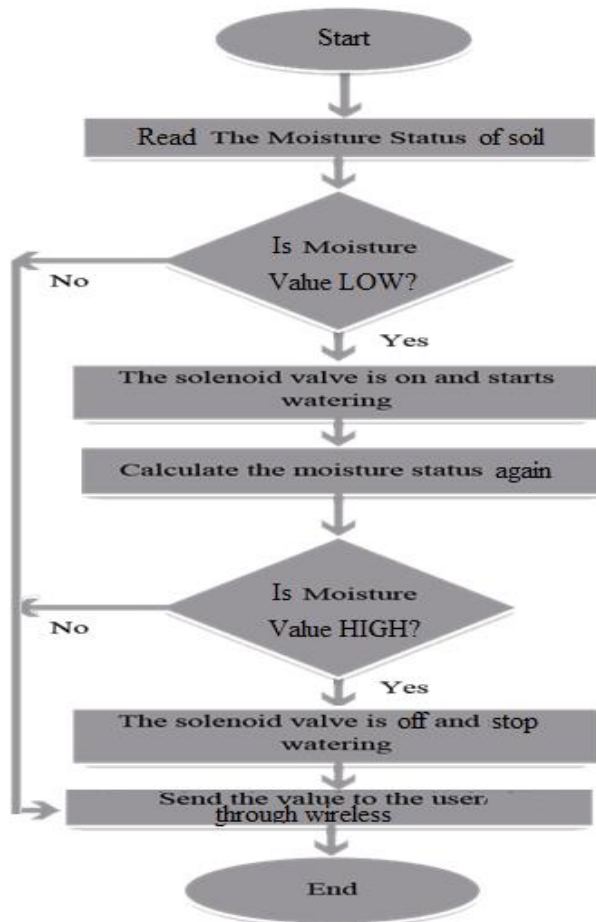 Start
Read The Moisture Status of soil
Is Moisture
Value LOW?
No
Yes
The solenoid valve is on and starts
watering
Calculate the moisture status again
Is Moisture
Value HIGH?
No
Yes
The solenoid valve is off and stop
watering
Send the value to the user
through wireless
End